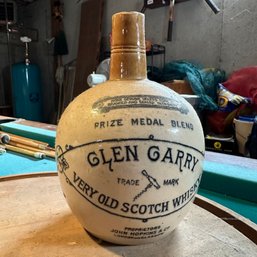 PRIZE MEDAL BLEND
GLEN GARRY
TRADE MARK
VERY OLD SCOTCH WHISKY
PROPRIETORS
JOHN HOPKINS & Co